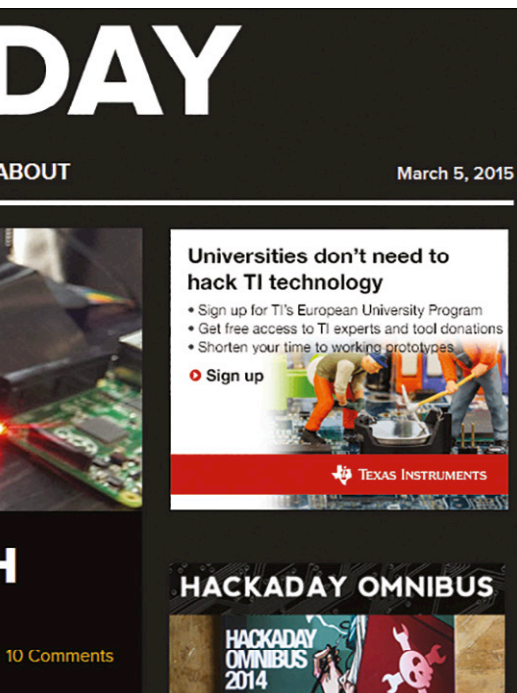 DAY
ABOUT
March 5, 2015
Universities don't need to
hack TI technology
• Sign up for TI's European University Program
• Get free access to TI experts and tool donations
• Shorten your time to working prototypes
Sign up
TEXAS INSTRUMENTS
H
10 Comments
HACKADAY OMNIBUS
HACKADAY
OMNIBUS
2014